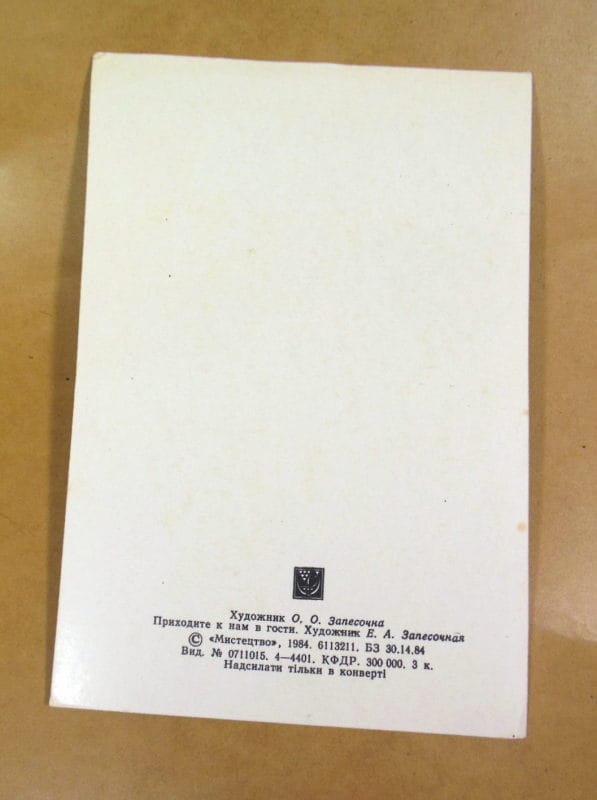 Художник О. О. Запесочна
Приходите к нам в гости. Художник Е. А. Запесочная
© «Мистецтво», 1984. 6113211. БЗ 30.14.84
Вид. № 0711015. 4—4401. КФДР. 300 000. 3 к.
Надсилати тільки в конверті